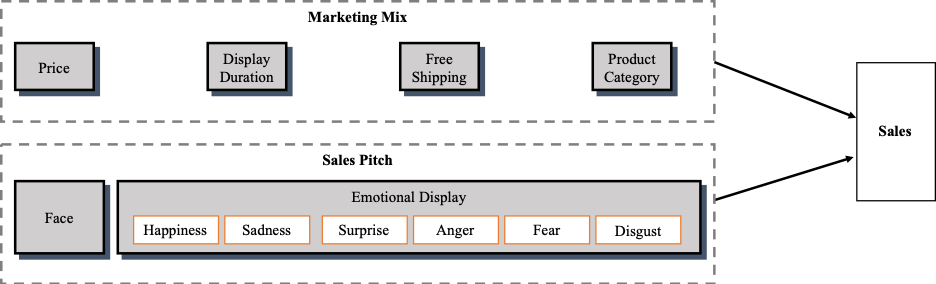 Marketing Mix
Price
Display
Duration
Free
Shipping
Product
Category
Sales
Sales Pitch
Face
Emotional Display
Happiness
Sadness
Surprise
Anger
Fear
Disgust